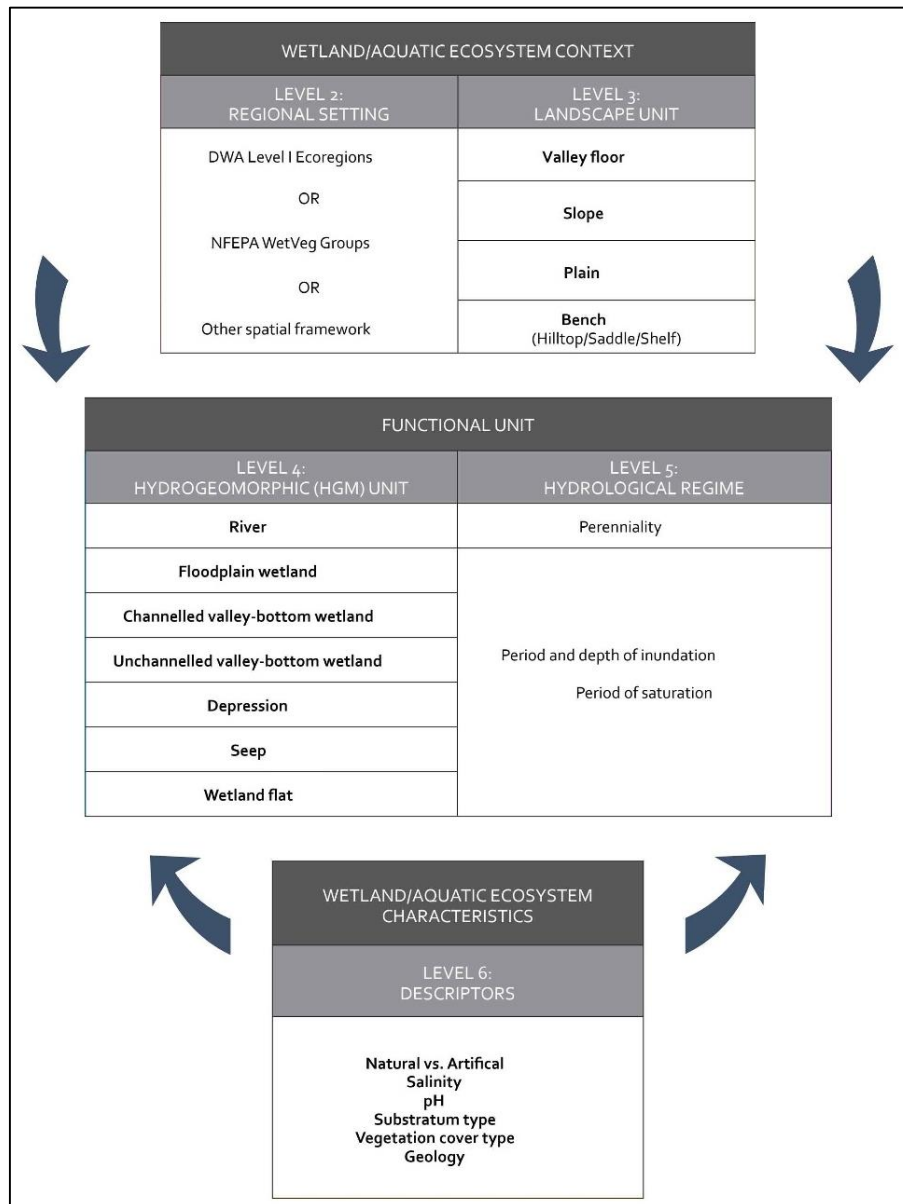 WETLAND/AQUATIC ECOSYSTEM CONTEXT
LEVEL 2:
REGIONAL SETTING
LEVEL 3:
LANDSCAPE UNIT
DWA Level I Ecoregions
OR
NFEPA WetVeg Groups
OR
Other spatial framework
Valley floor
Slope
Plain
Bench
(Hilltop/Saddle/Shelf)
FUNCTIONAL UNIT
LEVEL 4:
HYDROGEOMORPHIC (HGM) UNIT
LEVEL 5:
HYDROLOGICAL REGIME
River
Perenniality
Floodplain wetland
Channelled valley-bottom wetland
Unchannelled valley-bottom wetland
Depression
Seep
Wetland flat
Period and depth of inundation
Period of saturation
WETLAND/AQUATIC ECOSYSTEM
CHARACTERISTICS
LEVEL 6:
DESCRIPTORS
Natural vs. Artifical
Salinity
pH
Substratum type
Vegetation cover type
Geology